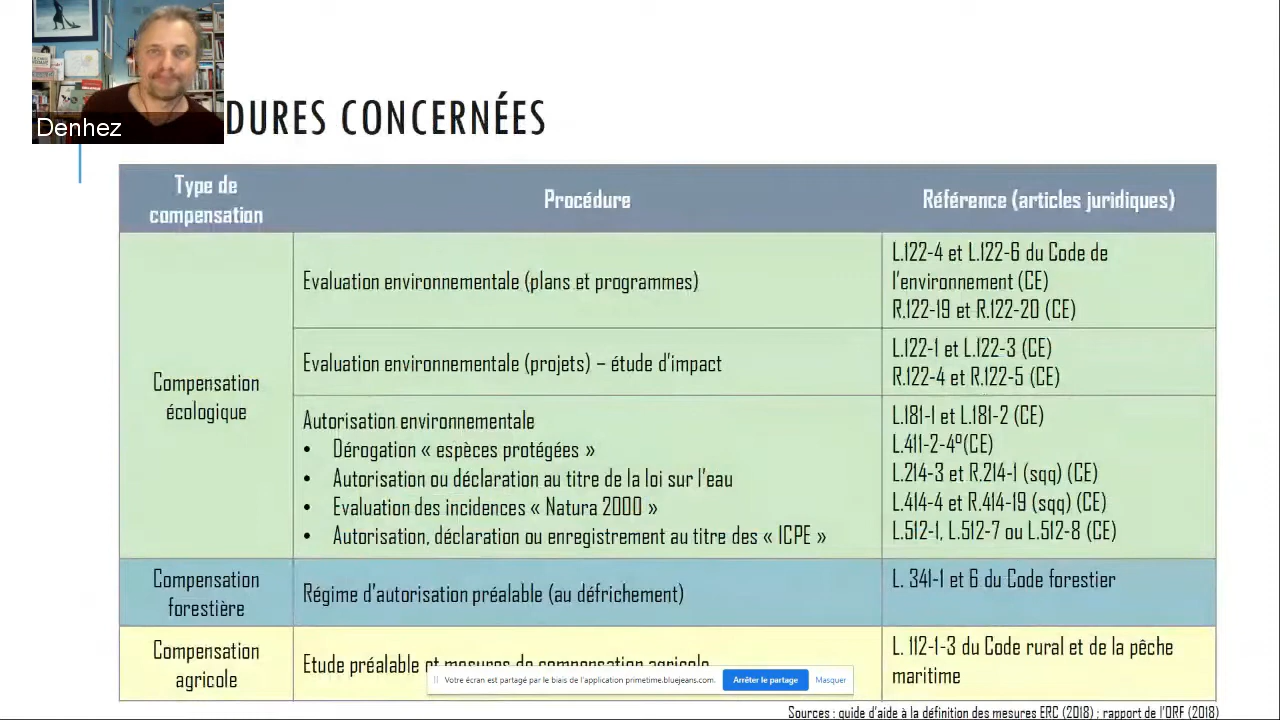 Denhez
DURES CONCERNÉES
Type de
compensation
Procédure
Référence (articles juridiques)
Compensation
écologique
Evaluation environnementale (plans et programmes)
L.122-4 et L.122-6 du Code de
l'environnement (CE)
R.122-19 et R.122-20 (CE)
Evaluation environnementale (projets) – étude d'impact
L.122-1 et L.122-3 (CE)
R.122-4 et R.122-5 (CE)
Autorisation environnementale
• Dérogation « espèces protégées »
• Autorisation ou déclaration au titre de la loi sur l'eau
• Evaluation des incidences « Natura 2000 »
• Autorisation, déclaration ou enregistrement au titre des « ICPE »
L.181-1 et L.181-2 (CE)
L.411-2-4º(CE)
L.214-3 et R.214-1 (sqq) (CE)
L.414-4 et R.414-19 (sqq) (CE)
L.512-1, L.512-7 ou L.512-8 (CE)
Compensation
forestière
Régime d'autorisation préalable (au défrichement)
L. 341-1 et 6 du Code forestier
Compensation
agricole
Etude préalable et mesures de compensation agricole
L. 112-1-3 du Code rural et de la pêche
maritime
Votre écran est partagé par le biais de l'application primetime.bluejeans.com.
Arrêter le partage
Masquer
Sources : guide d'aide à la définition des mesures ERC (2018) ; rapport de l'ORF (2018)